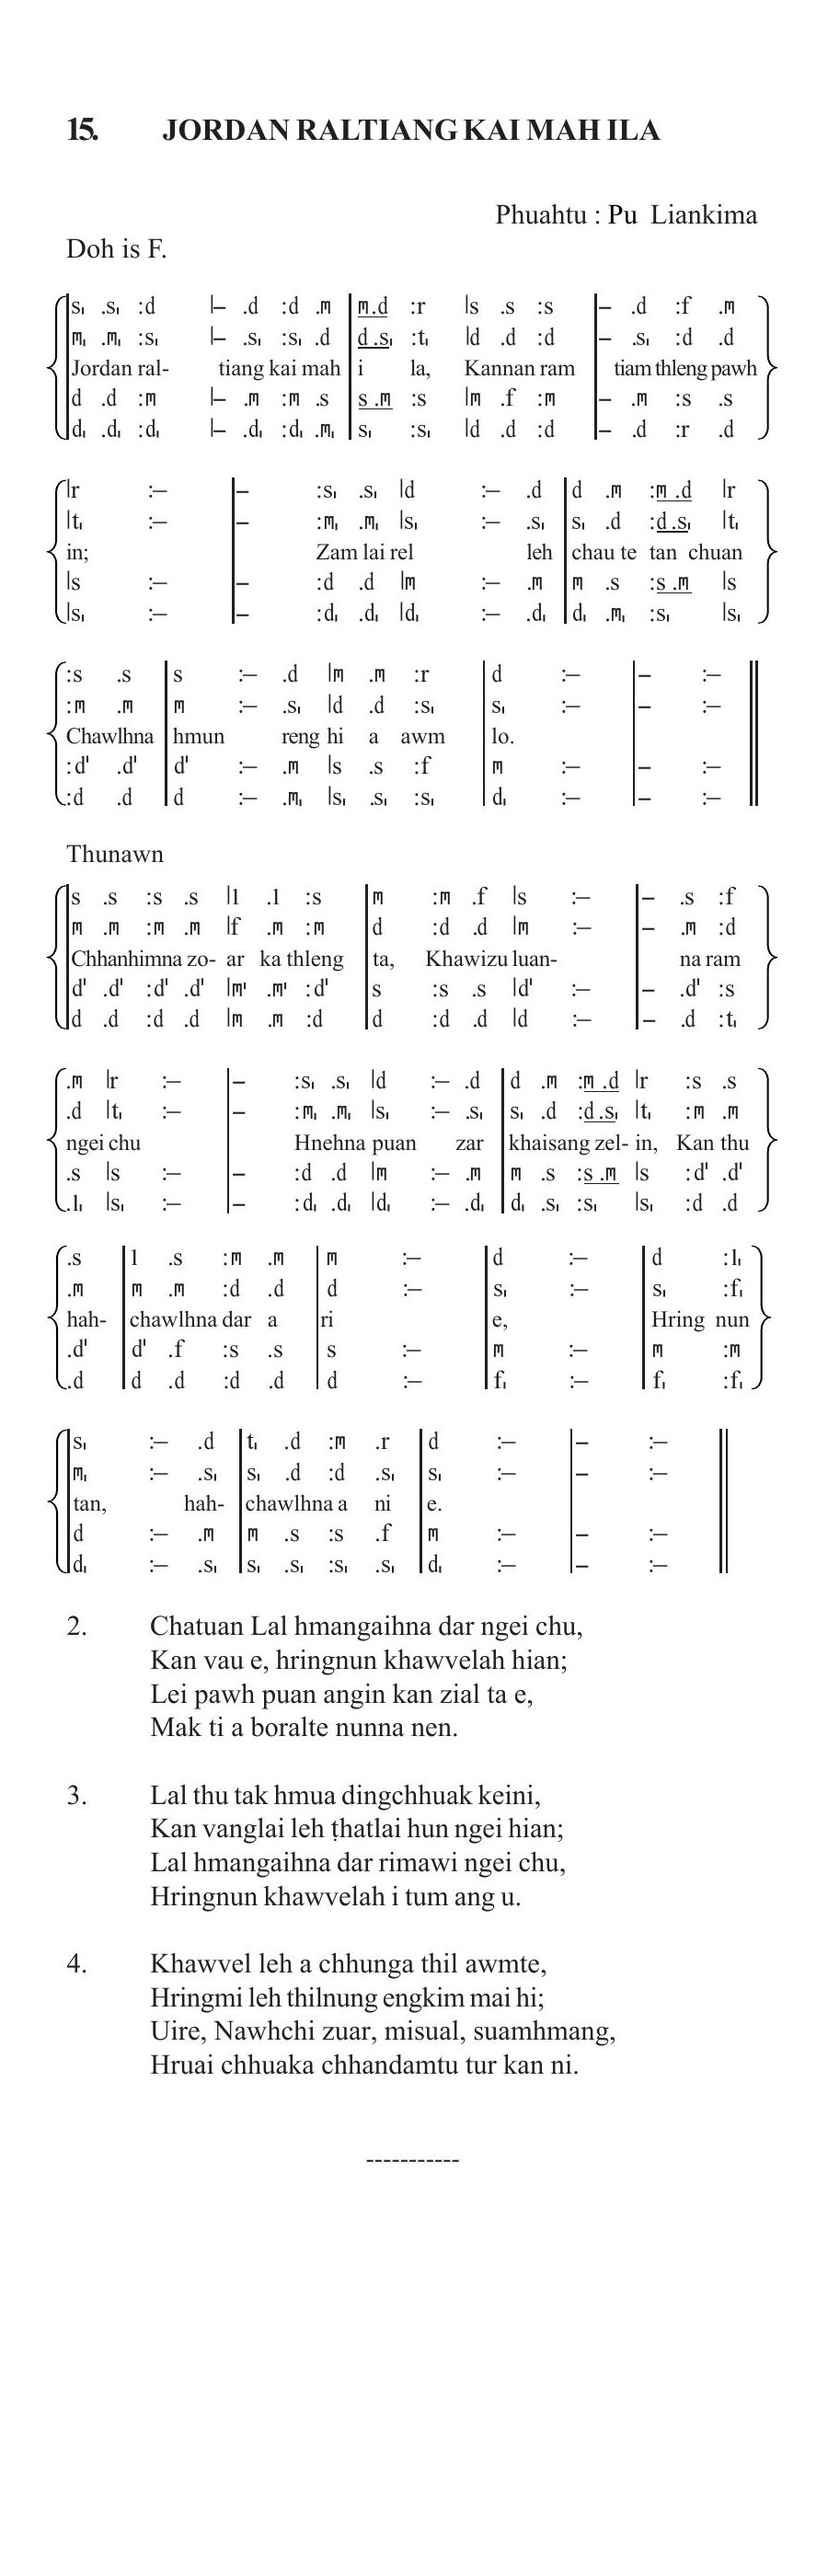 15. JORDAN RALTIANG KAI MAH ILA
Phuahtu : Pu Liankima
Doh is F.
s₁ .s₁ :d |– .d :d .m | m.d :r |s .s :s |– .d :f .m
m₁ .m₁ :s₁ |– .s₁ :s₁ .d | d .s₁ :t₁ |d .d :d |– .s₁ :d .d
Jordan ral- tiang kai mah i la, Kannan ram tiam thleng pawh
d .d :m |– .m :m .s | s .m :s |m .f :m |– .m :s .s
d₁ .d₁ :d₁ |– .d₁ :d₁ .m₁ | s₁ :s₁ |d .d :d |– .d :r .d
|r :– |– :s₁ .s₁ |d :– .d | d .m :m .d |r
|t₁ :– |– :m₁ .m₁ |s₁ :– .s₁ | s₁ .d :d .s₁ |t₁
in; Zam lai rel leh chau te tan chuan
|s :– |– :d .d |m :– .m | m .s :s .m |s
|s₁ :– |– :d₁ .d₁ |d₁ :– .d₁ | d₁ .m₁ :s₁ |s₁
:s .s | s :– .d |m .m :r | d :– |– :– ||
:m .m | m :– .s₁ |d .d :s₁ | s₁ :– |– :– ||
Chawlhna hmun reng hi a awm lo.
:d' .d' | d' :– .m |s .s :f | m :– |– :– ||
:d .d | d :– .m₁ |s₁ .s₁ :s₁ | d₁ :– |– :– ||
Thunawn
s .s :s .s |l .l :s | m :m .f |s :– |– .s :f
m .m :m .m |f .m :m | d :d .d |m :– |– .m :d
Chhanhimna zo- ar ka thleng ta, Khawizu luan- na ram
d' .d' :d' .d' |m' .m' :d' | s :s .s |d' :– |– .d' :s
d .d :d .d |m .m :d | d :d .d |d :– |– .d :t₁
.m |r :– |– :s₁ .s₁ |d :– .d | d .m :m .d |r :s .s
.d |t₁ :– |– :m₁ .m₁ |s₁ :– .s₁ | s₁ .d :d .s₁ |t₁ :m .m
ngei chu Hnehna puan zar khaisang zel- in, Kan thu
.s |s :– |– :d .d |m :– .m | m .s :s .m |s :d' .d'
.l₁ |s₁ :– |– :d₁ .d₁ |d₁ :– .d₁ | d₁ .s₁ :s₁ |s₁ :d .d
.s | l .s :m .m | m :– | d :– | d :l₁
.m | m .m :d .d | d :– | s₁ :– | s₁ :f₁
hah- chawlhna dar a ri e, Hring nun
.d' | d' .f :s .s | s :– | m :– | m :m
.d | d .d :d .d | d :– | f₁ :– | f₁ :f₁
s₁ :– .d | t₁ .d :m .r | d :– |– :– ||
m₁ :– .s₁ | s₁ .d :d .s₁ | s₁ :– |– :– ||
tan, hah- chawlhna a ni e.
d :– .m | m .s :s .f | m :– |– :– ||
d₁ :– .s₁ | s₁ .s₁ :s₁ .s₁ | d₁ :– |– :– ||
2. Chatuan Lal hmangaihna dar ngei chu,
Kan vau e, hringnun khawvelah hian;
Lei pawh puan angin kan zial ta e,
Mak ti a boralte nunna nen.
3. Lal thu tak hmua dingchhuak keini,
Kan vanglai leh ṭhatlai hun ngei hian;
Lal hmangaihna dar rimawi ngei chu,
Hringnun khawvelah i tum ang u.
4. Khawvel leh a chhunga thil awmte,
Hringmi leh thilnung engkim mai hi;
Uire, Nawhchi zuar, misual, suamhmang,
Hruai chhuaka chhandamtu tur kan ni.
-----------